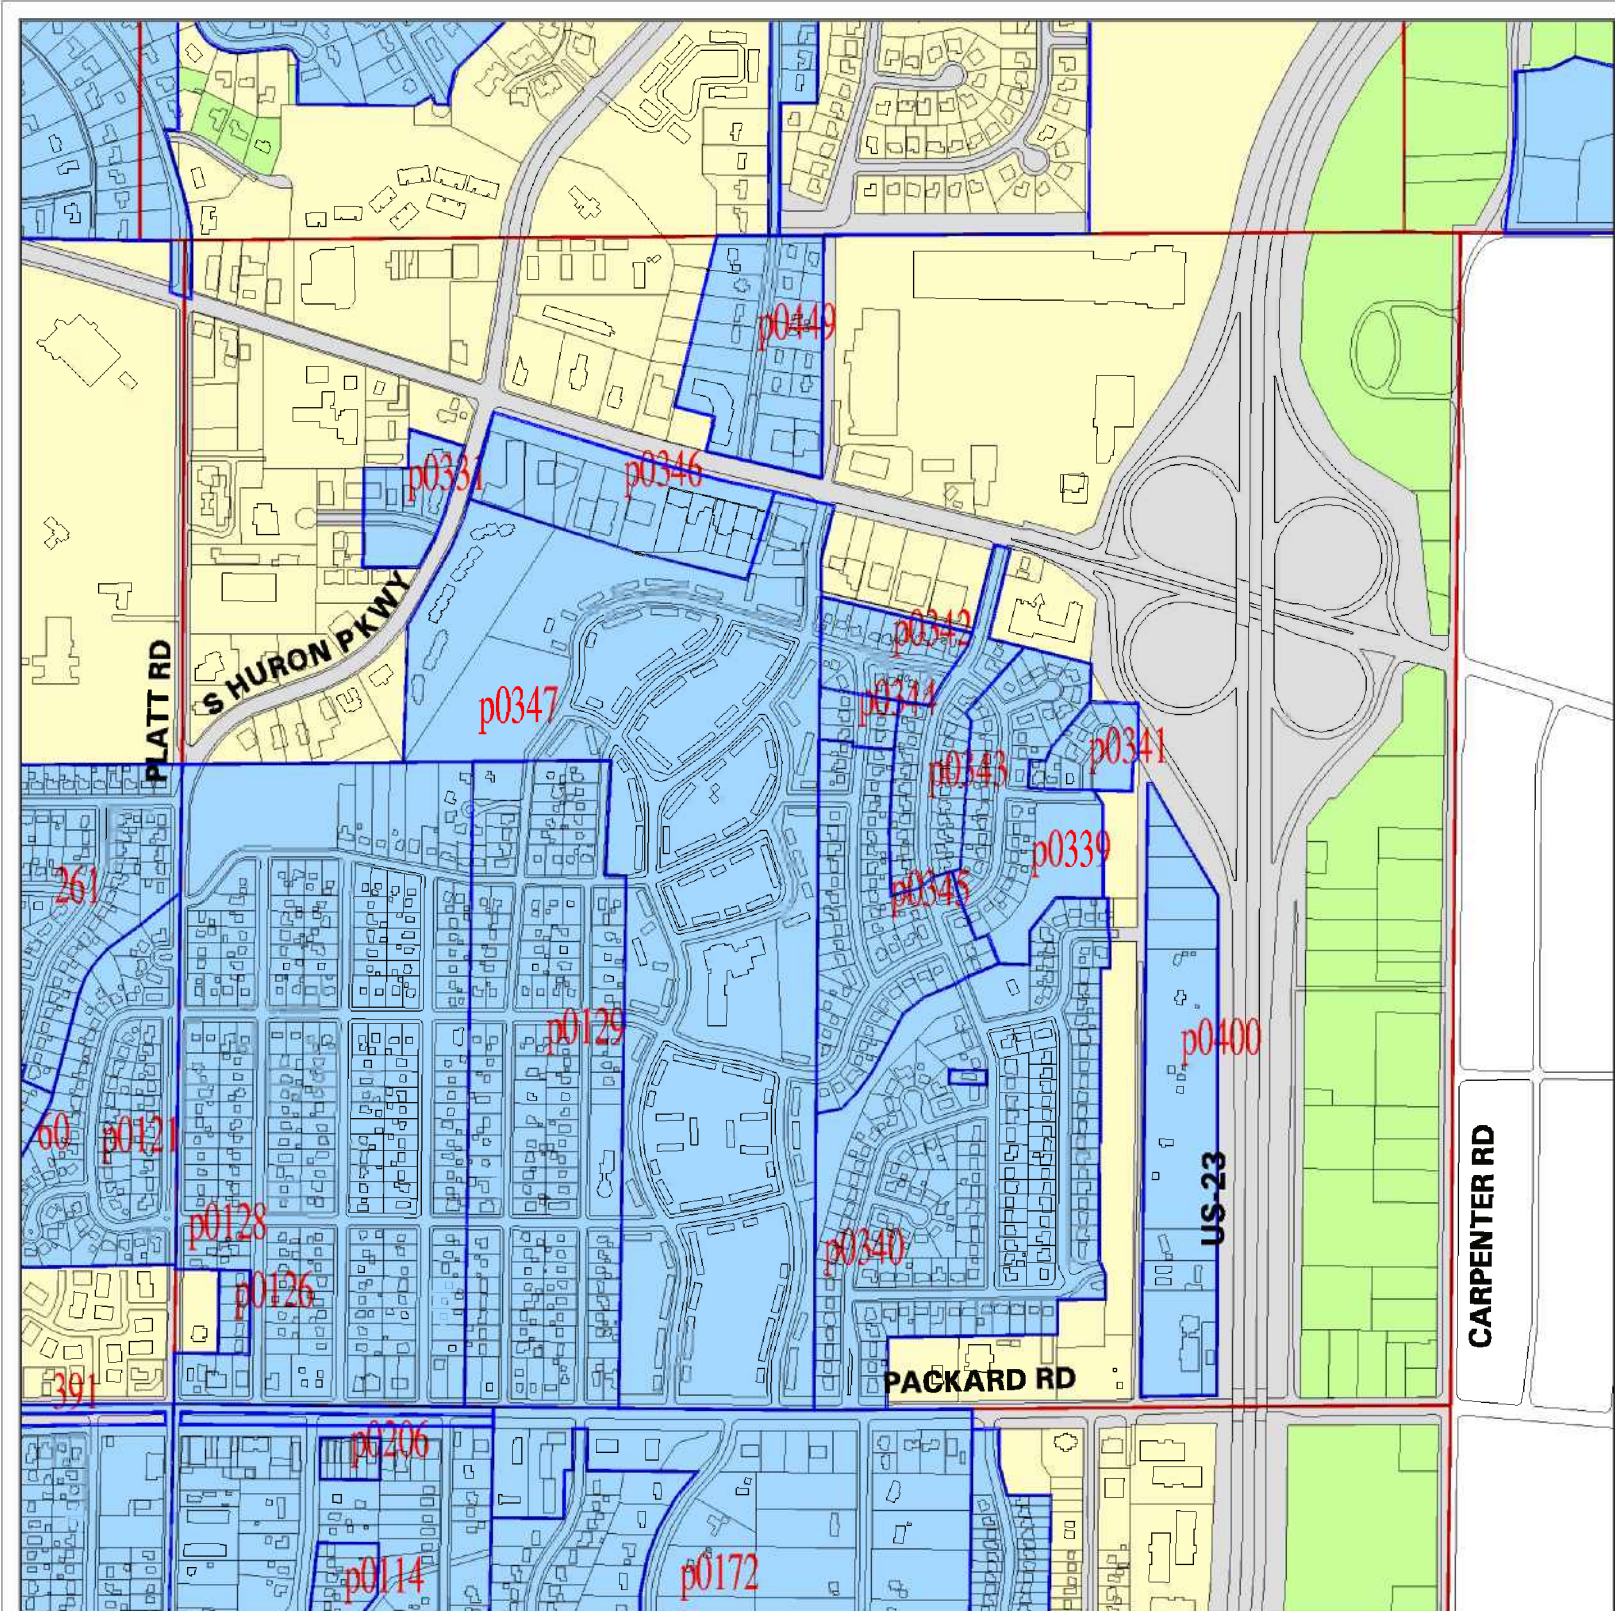 p0449
p0331
p0346
S HURON PKWY
p0342
PLATT RD
p0347
p0344
p0343
p0341
p0339
261
p0345
p0129
p0400
60
p0121
US-23
CARPENTER RD
p0128
p0340
p0126
PACKARD RD
391
p0206
p0114
p0172